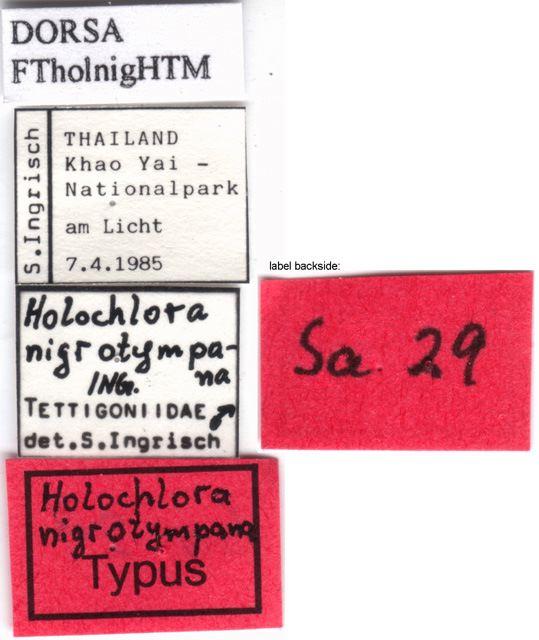 DORSA
FTholnigHTM
S.Ingrisch
THAILAND
Khao Yai -
Nationalpark
am Licht
7.4.1985
Holochlora
nigrotympa-
na
ING.
TETTIGONIIDAE ♂
det.S.Ingrisch
Holochlora
nigrotympana
Typus
label backside:
Sa. 29